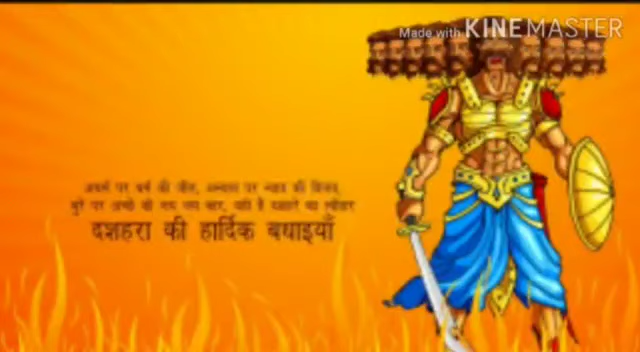 Made with KINEMASTER
अधर्म पर धर्म की जीत, अन्याय पर न्याय की विजय,
बुरे पर अच्छे की जय जय कार, यही है दशहरे का त्योहार
दशहरा की हार्दिक बधाइयाँ